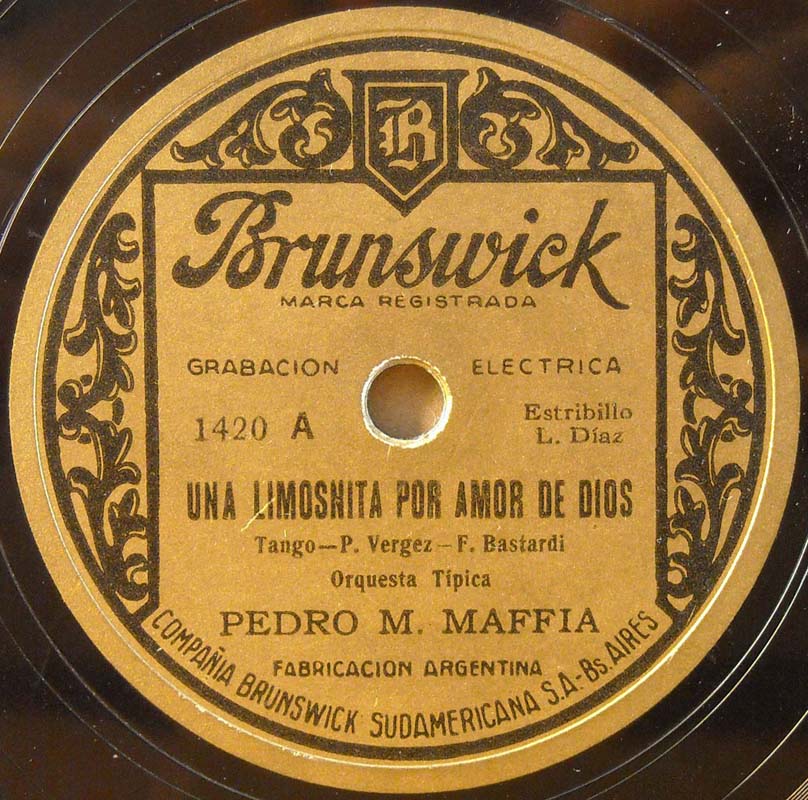 B
Brunswick
MARCA REGISTRADA
GRABACION ELECTRICA
1420 A
Estribillo
L. Díaz
UNA LIMOSNITA POR AMOR DE DIOS
Tango—P. Vergez—F. Bastardi
Orquesta Típica
PEDRO M. MAFFIA
FABRICACION ARGENTINA
COMPAÑIA BRUNSWICK SUDAMERICANA S.A-Bs. AIRES